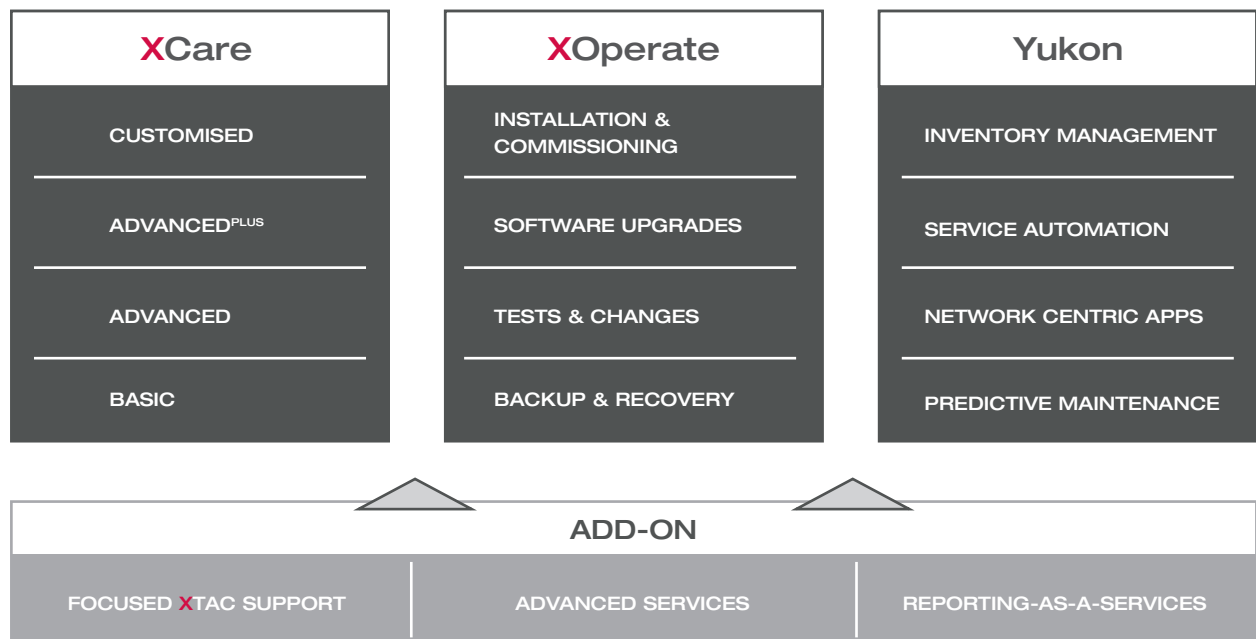 XCare
CUSTOMISED
ADVANCEDPLUS
ADVANCED
BASIC
XOperate
INSTALLATION &
COMMISSIONING
SOFTWARE UPGRADES
TESTS & CHANGES
BACKUP & RECOVERY
Yukon
INVENTORY MANAGEMENT
SERVICE AUTOMATION
NETWORK CENTRIC APPS
PREDICTIVE MAINTENANCE
ADD-ON
FOCUSED XTAC SUPPORT
ADVANCED SERVICES
REPORTING-AS-A-SERVICES